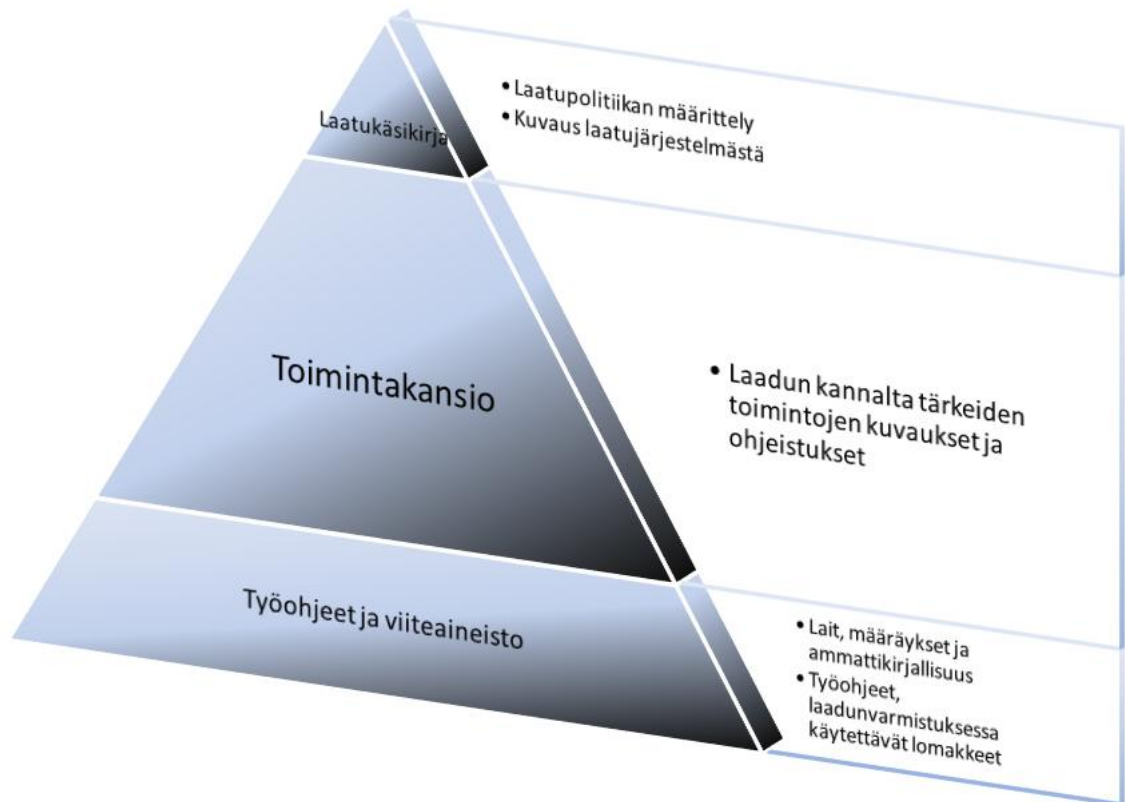 Laatukäsikirja
• Laatupolitiikan määrittely
• Kuvaus laatujärjestelmästä
Toimintakansio
• Laadun kannalta tärkeiden
toimintojen kuvaukset ja
ohjeistukset
Työohjeet ja viiteaineisto
• Lait, määräykset ja
ammattikirjallisuus
• Työohjeet,
laadunvarmistuksessa
käytettävät lomakkeet